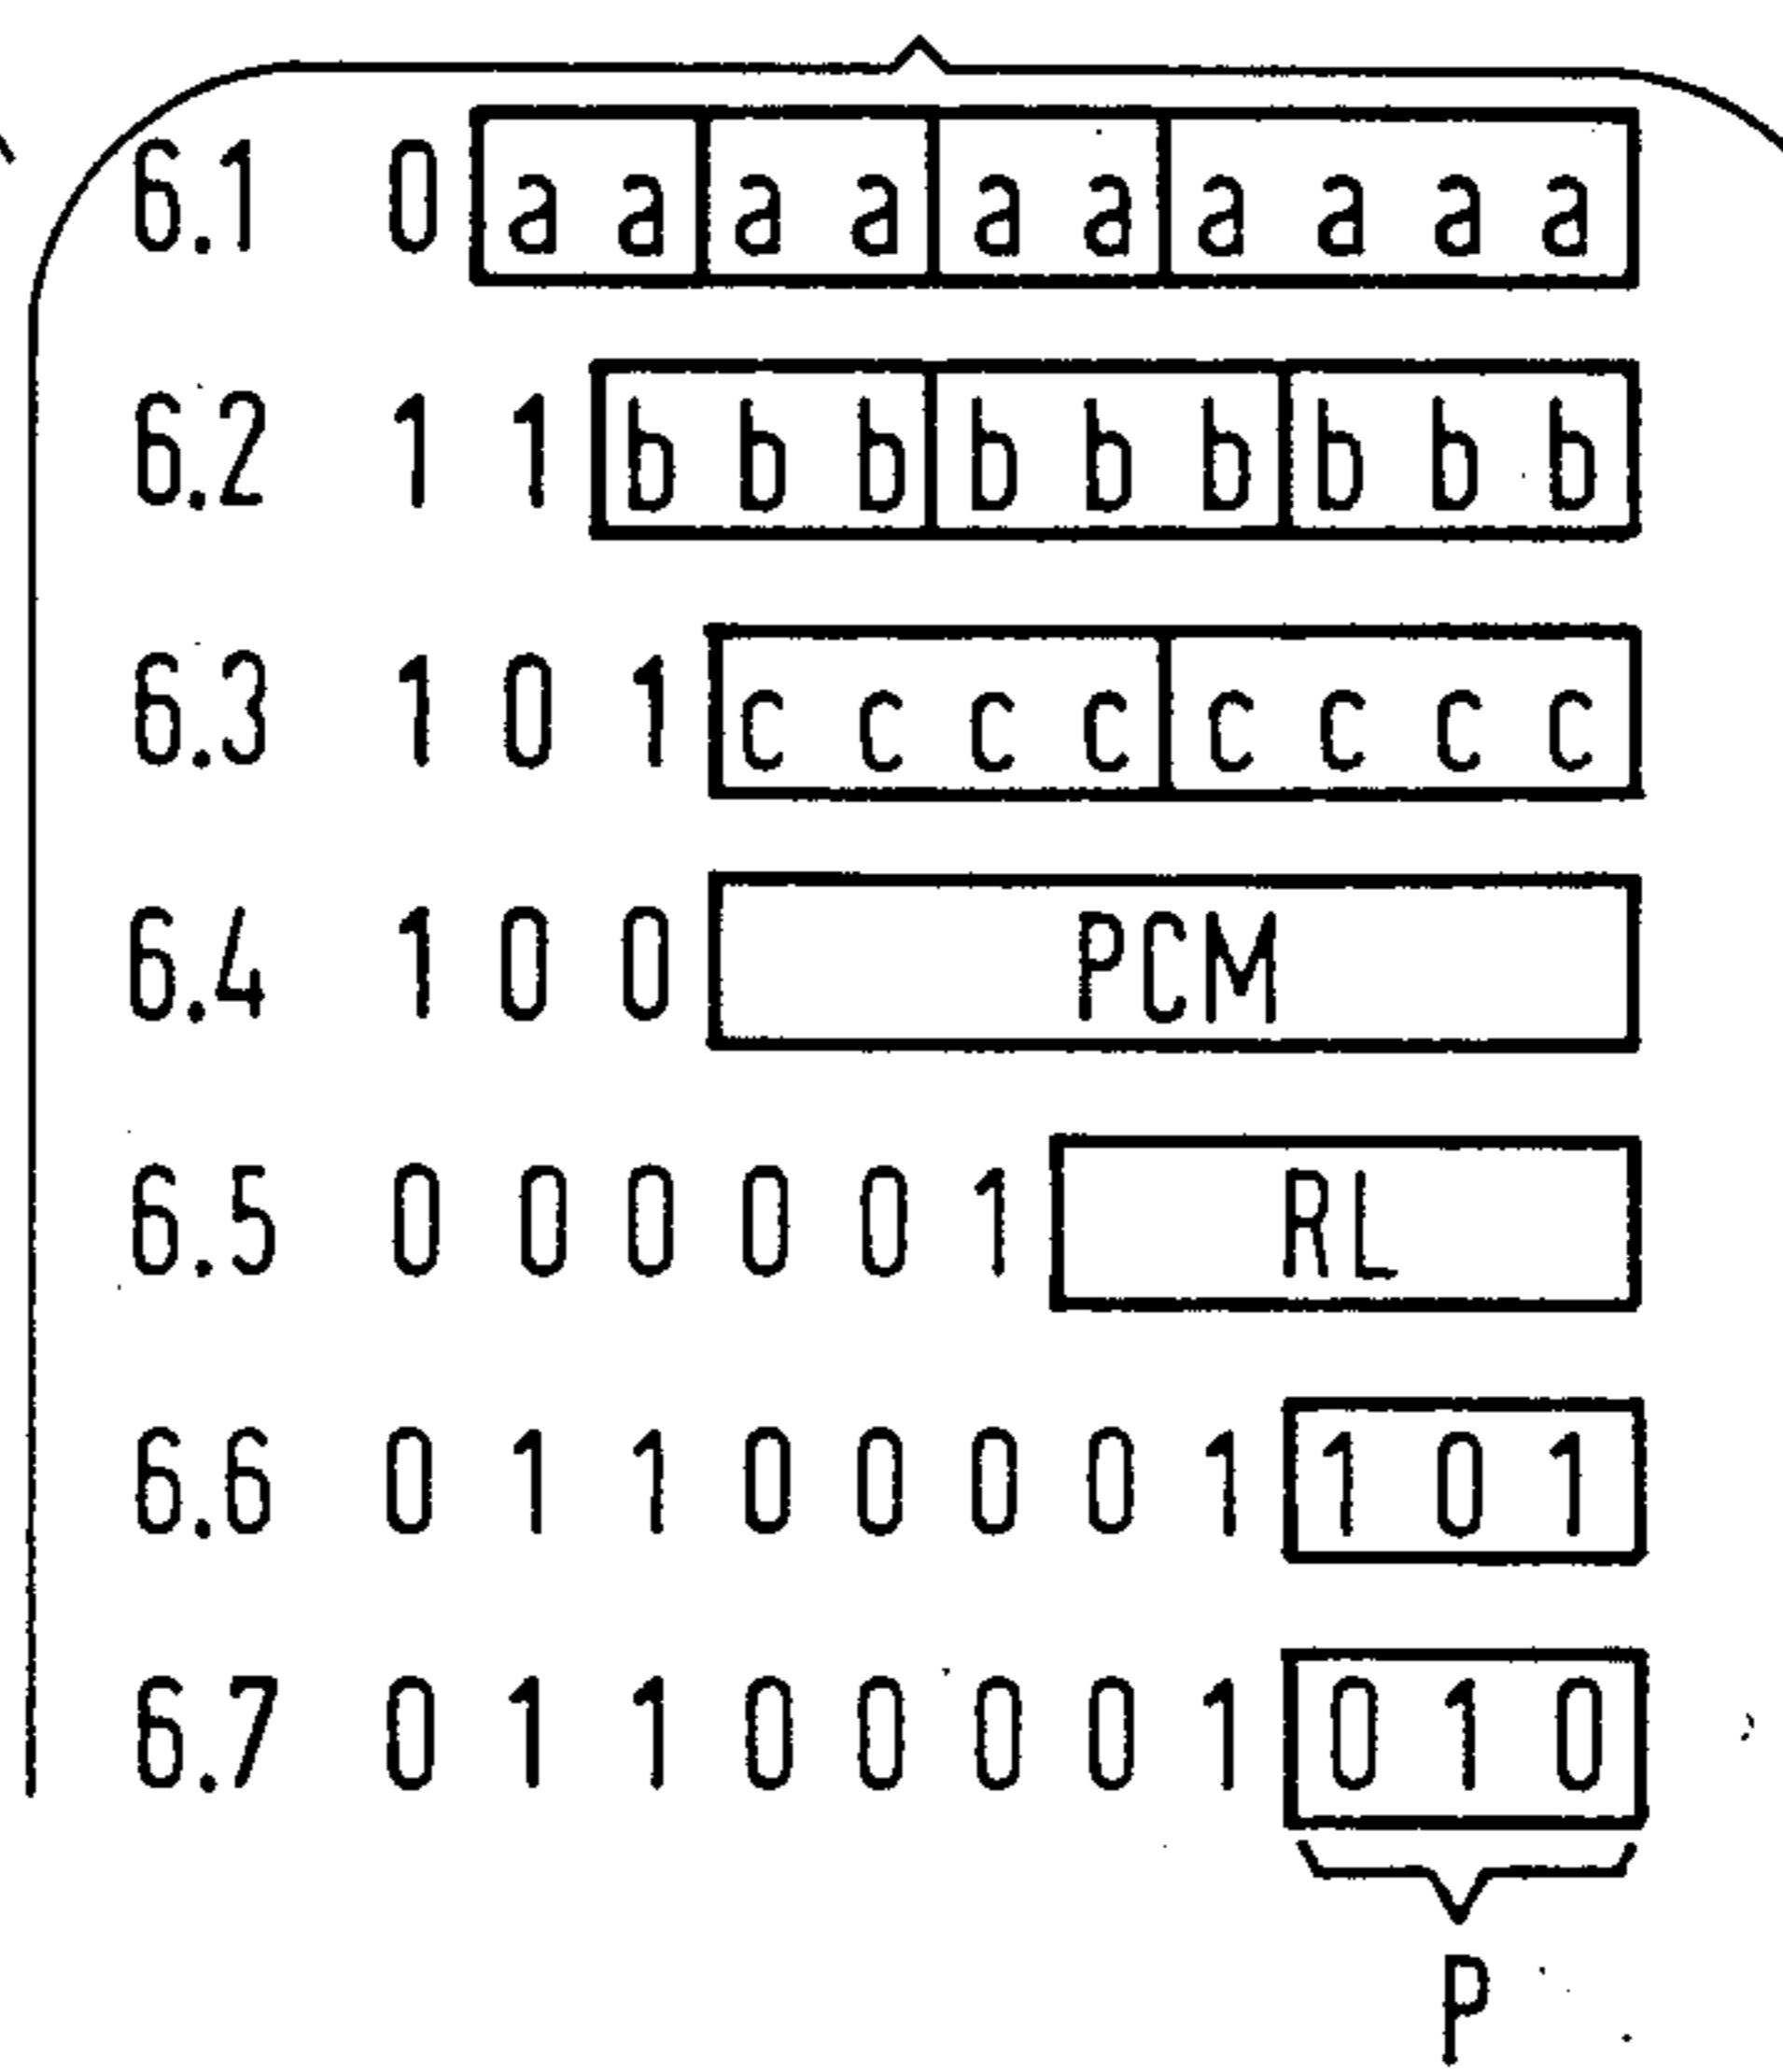 6.1 0 a a a a a a a a a a
6.2 1 1 b b b b b b b b b
6.3 1 0 1 c c c c c c c c
6.4 1 0 0 PCM
6.5 0 0 0 0 0 1 RL
6.6 0 1 1 0 0 0 0 1 1 0 1
6.7 0 1 1 0 0 0 0 1 0 1 0
P